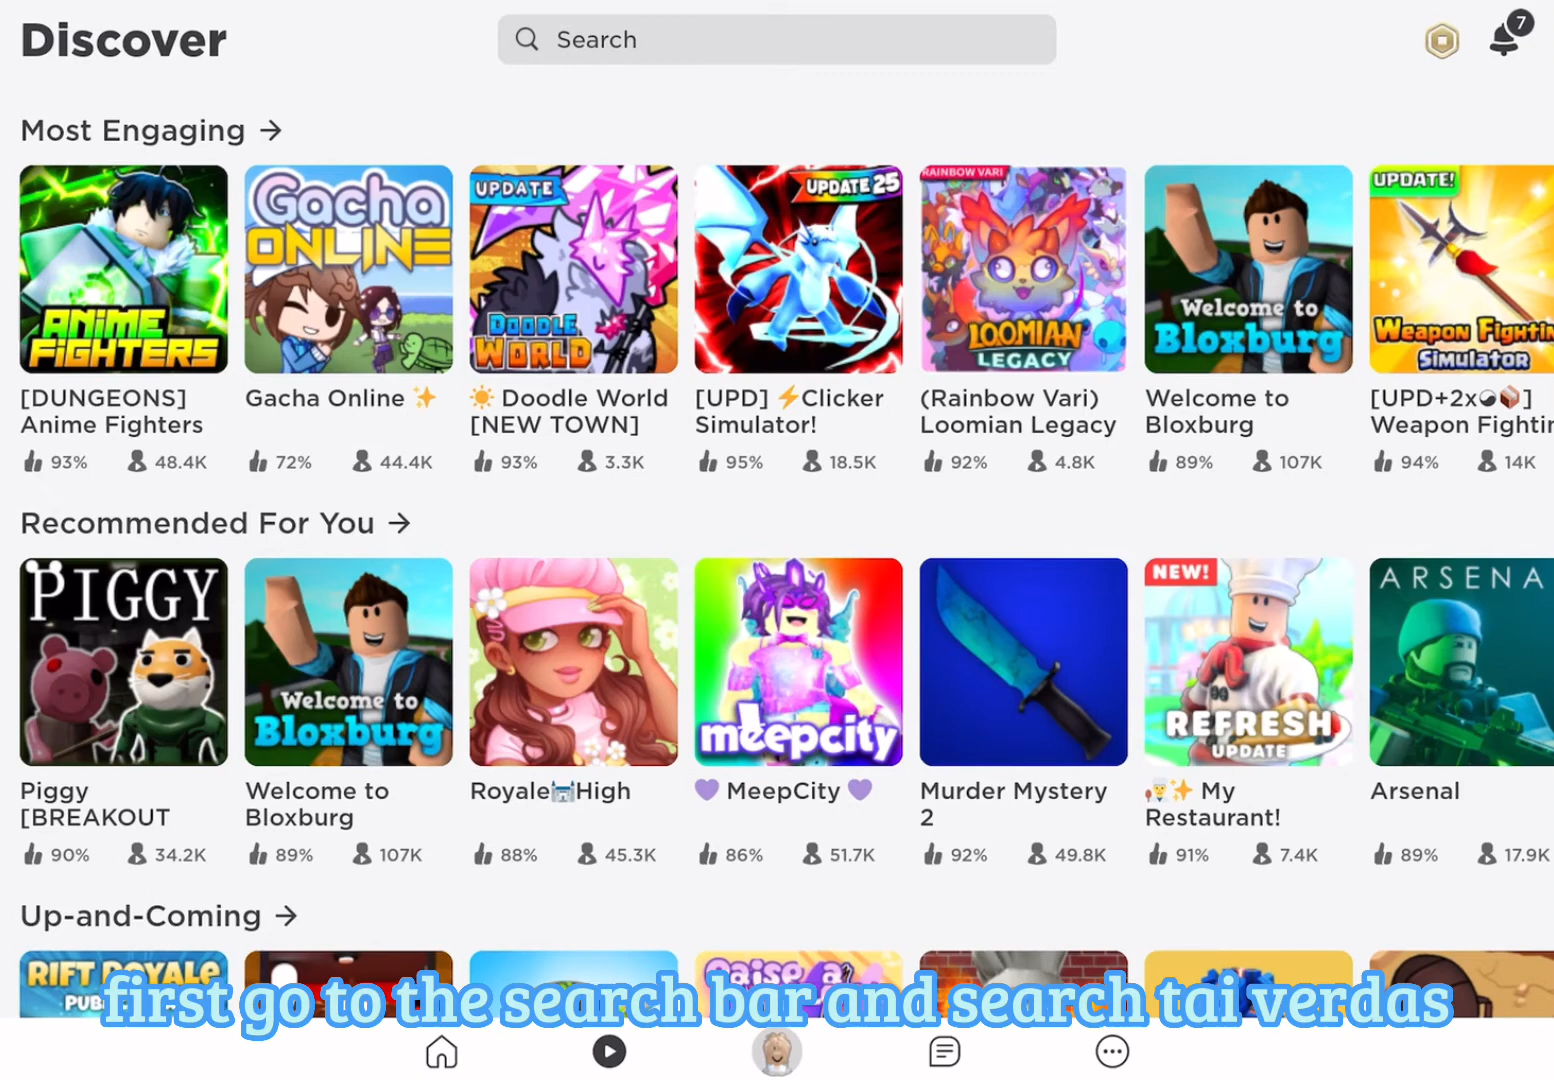 Discover
Search
7
Most Engaging →
ANIME
FIGHTERS
Gacha
ONLINE
UPDATE
DOODLE
WORLD
UPDATE 25
RAINBOW VARI
LOOMIAN
LEGACY
Welcome to
Bloxburg
UPDATE!
WEAPON FIGHTIN
SIMULATOR
[DUNGEONS]
Anime Fighters
Gacha Online ✨
☀️ Doodle World
[NEW TOWN]
[UPD] ⚡Clicker
Simulator!
(Rainbow Vari)
Loomian Legacy
Welcome to
Bloxburg
[UPD+2x]
Weapon Fightin
93% 48.4K
72% 44.4K
93% 3.3K
95% 18.5K
92% 4.8K
89% 107K
94% 14K
Recommended For You →
PIGGY
Welcome to
Bloxburg
meepcity
NEW!
REFRESH
UPDATE
ARSENA
Piggy
[BREAKOUT
Welcome to
Bloxburg
Royale🏰High
💜 MeepCity 💜
Murder Mystery
2
👨‍🍳✨ My
Restaurant!
Arsenal
90% 34.2K
89% 107K
88% 45.3K
86% 51.7K
92% 49.8K
91% 7.4K
89% 17.9K
Up-and-Coming →
RIFT ROYALE
PUB
Raise a
first go to the search bar and search tai verdas